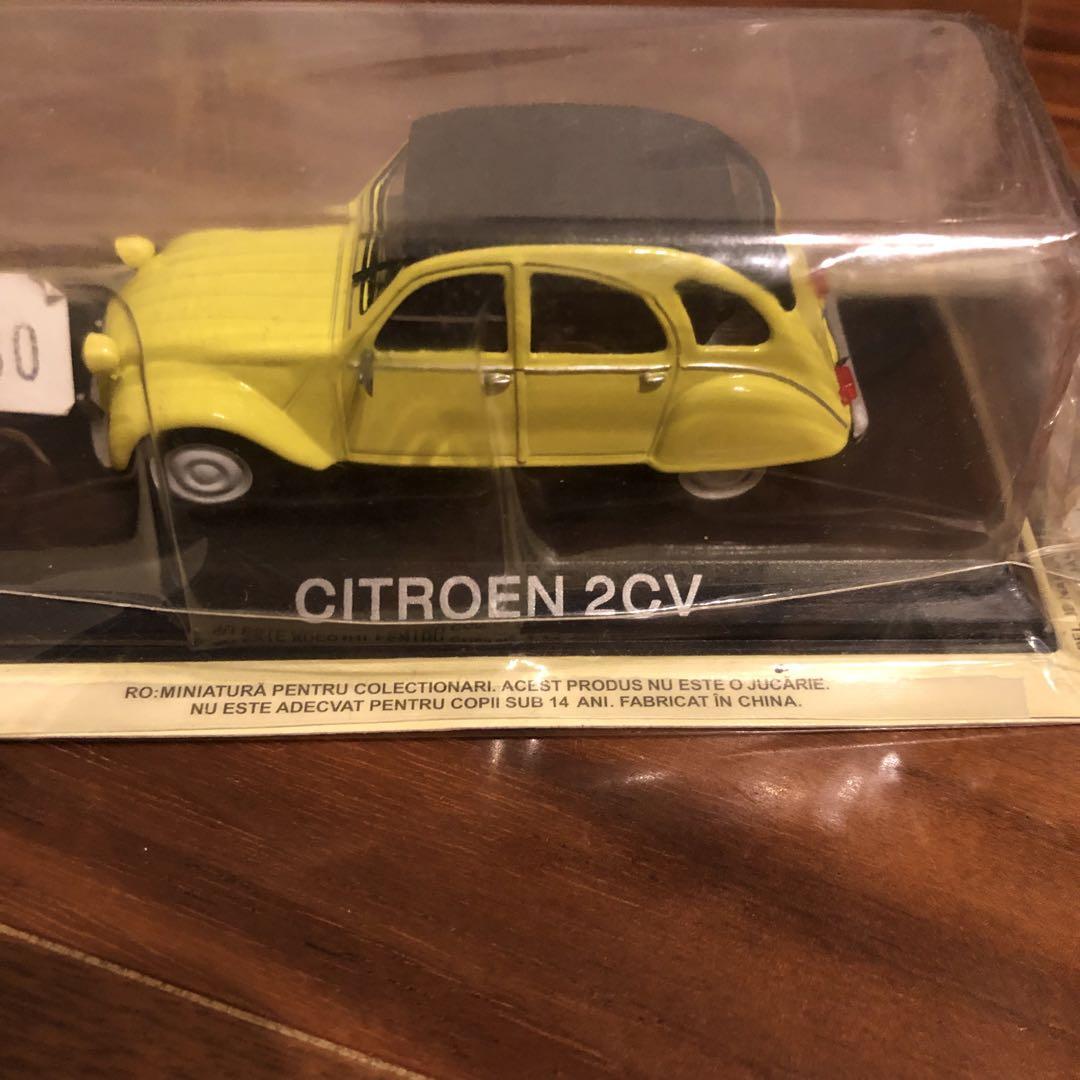 50
CITROEN 2CV
RO:MINIATURĂ PENTRU COLECTIONARI. ACEST PRODUS NU ESTE O JUCĂRIE.
NU ESTE ADECVAT PENTRU COPII SUB 14 ANI. FABRICAT ÎN CHINA.